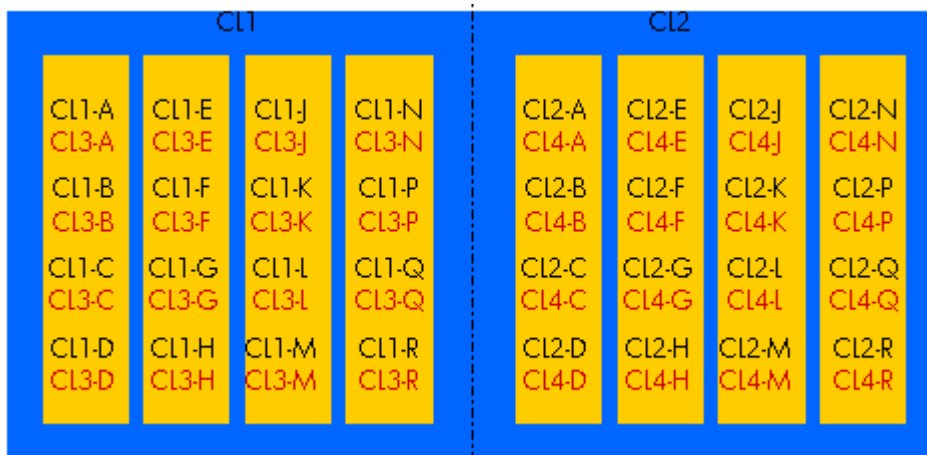 CL1 CL2
CL1-A CL1-E CL1-J CL1-N CL2-A CL2-E CL2-J CL2-N
CL3-A CL3-E CL3-J CL3-N CL4-A CL4-E CL4-J CL4-N
CL1-B CL1-F CL1-K CL1-P CL2-B CL2-F CL2-K CL2-P
CL3-B CL3-F CL3-K CL3-P CL4-B CL4-F CL4-K CL4-P
CL1-C CL1-G CL1-L CL1-Q CL2-C CL2-G CL2-L CL2-Q
CL3-C CL3-G CL3-L CL3-Q CL4-C CL4-G CL4-L CL4-Q
CL1-D CL1-H CL1-M CL1-R CL2-D CL2-H CL2-M CL2-R
CL3-D CL3-H CL3-M CL3-R CL4-D CL4-H CL4-M CL4-R